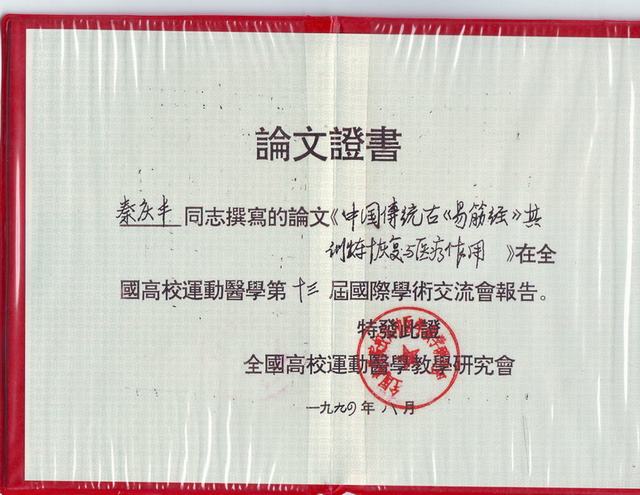 論文證書
秦庆丰同志撰寫的論文《中国传统古《易筋经》其
训特恢复与医疗作用》在全
國高校運動醫學第十三屆國際學術交流會報告。
特發此證
全國高校運動醫學教學研究會
一九九〇年八月